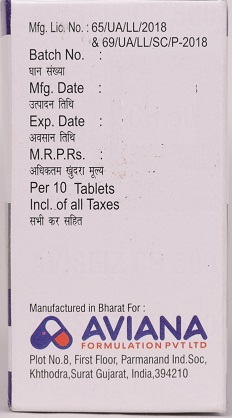 Mfg. Lic. No. : 65/UA/LL/2018
& 69/UA/LL/SC/P-2018
Batch No. :
घान संख्या
Mfg. Date :
उत्पादन तिथि
Exp. Date :
अवसान तिथि
M.R.P.Rs. :
अधिकतम खुंदरा मूल्य
Per 10 Tablets
Incl. of all Taxes
सभी कर सहित
Manufactured in Bharat For :
AVIANA
FORMULATION PVT LTD
Plot No.8, First Floor, Parmanand Ind.Soc,
Khthodra,Surat Gujarat, India,394210